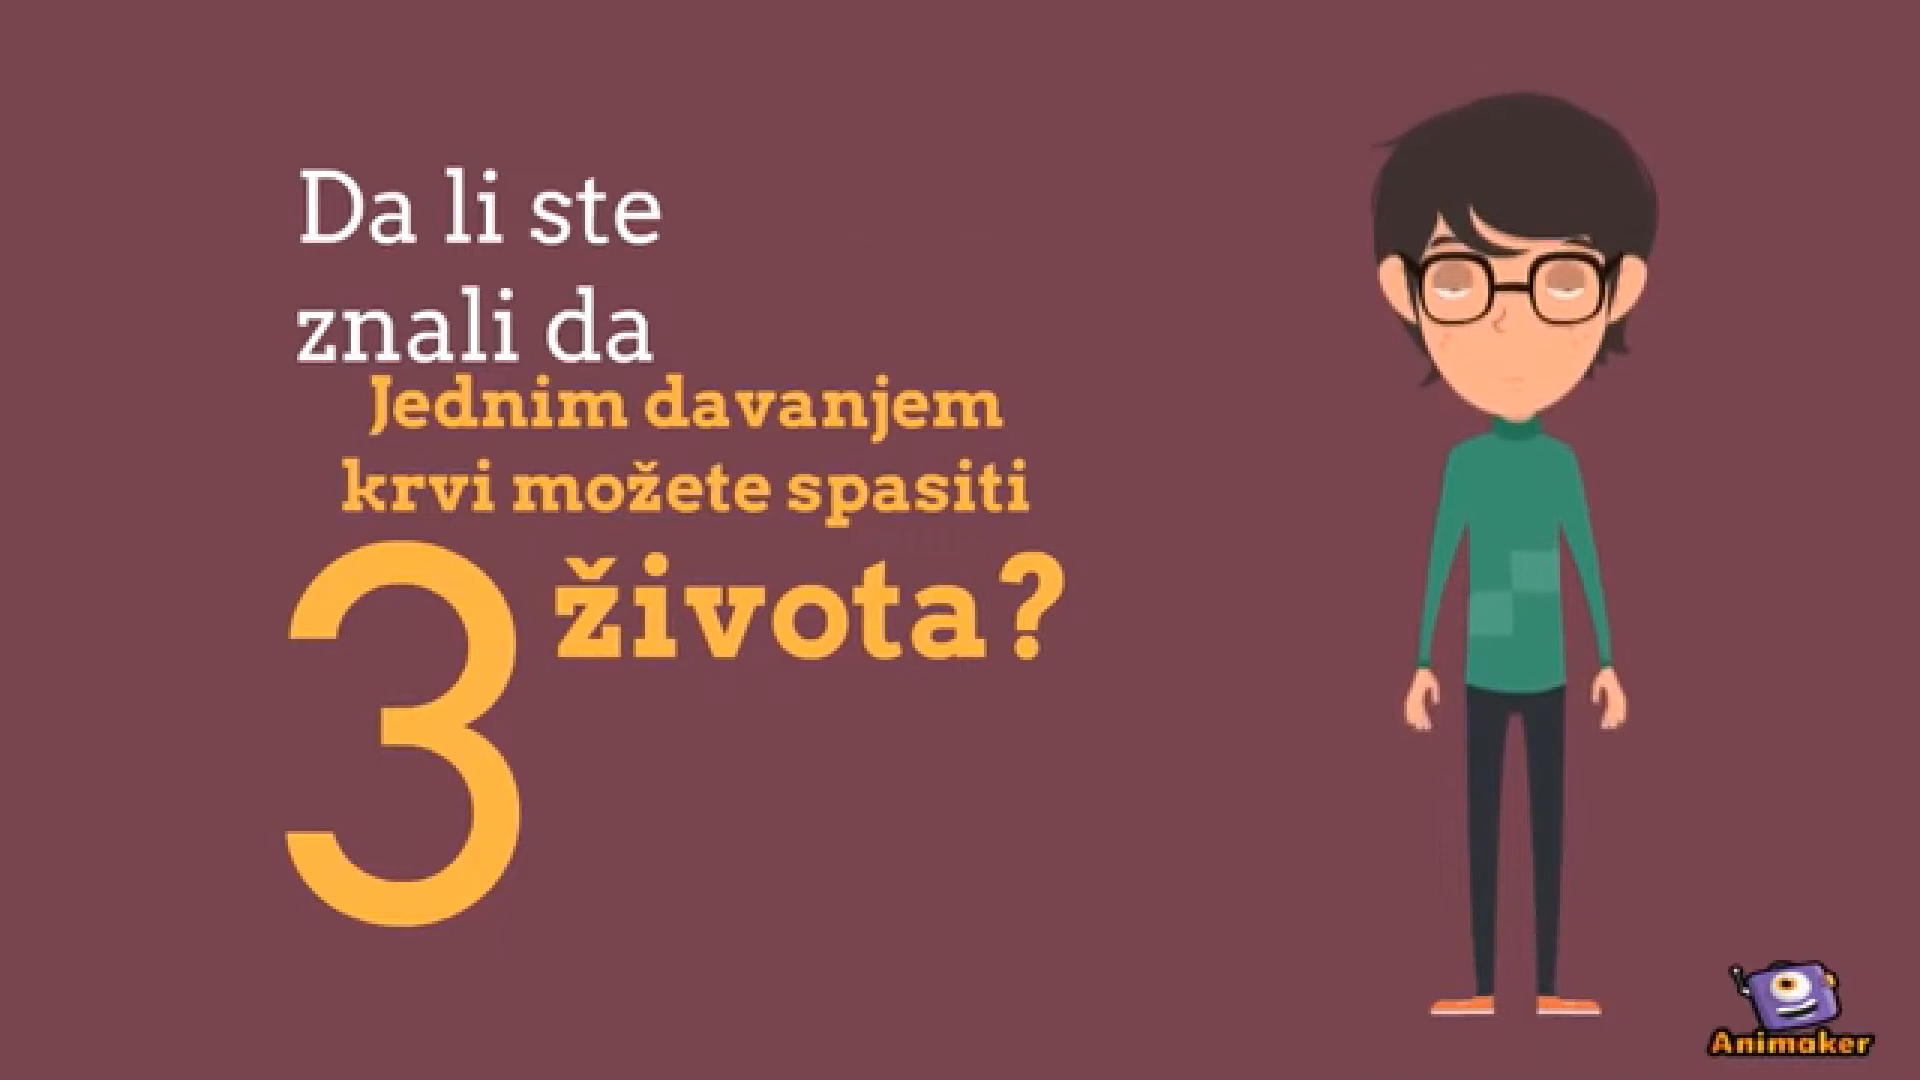 Da li ste
znali da
Jednim davanjem
krvi možete spasiti
3 života?
Animaker